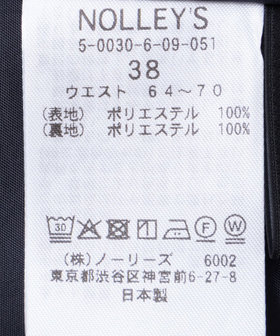 NOLLEY'S
5-0030-6-09-051
38
ウエスト 64〜70
(表地) ポリエステル 100%
(裏地) ポリエステル 100%
30 F W
(株)ノーリーズ 6002
東京都渋谷区神宮前6-27-8
日本製